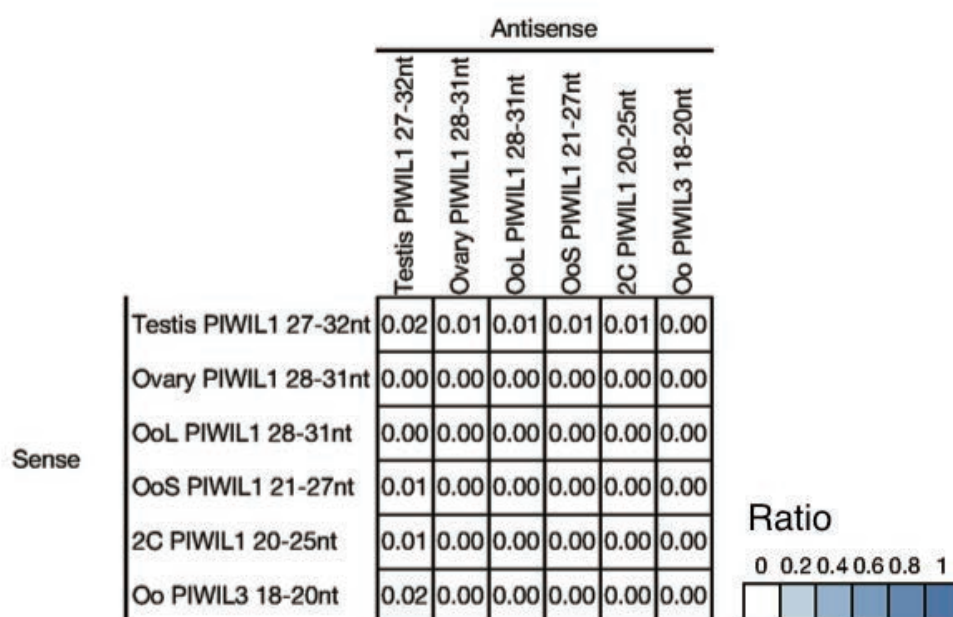 Antisense
Testis PIWIL1 27-32nt
Ovary PIWIL1 28-31nt
OoL PIWIL1 28-31nt
OoS PIWIL1 21-27nt
2C PIWIL1 20-25nt
Oo PIWIL3 18-20nt
Sense
Testis PIWIL1 27-32nt 0.02 0.01 0.01 0.01 0.01 0.00
Ovary PIWIL1 28-31nt 0.00 0.00 0.00 0.00 0.00 0.00
OoL PIWIL1 28-31nt 0.00 0.00 0.00 0.00 0.00 0.00
OoS PIWIL1 21-27nt 0.01 0.00 0.00 0.00 0.00 0.00
2C PIWIL1 20-25nt 0.01 0.00 0.00 0.00 0.00 0.00
Oo PIWIL3 18-20nt 0.02 0.00 0.00 0.00 0.00 0.00
Ratio
0 0.2 0.4 0.6 0.8 1